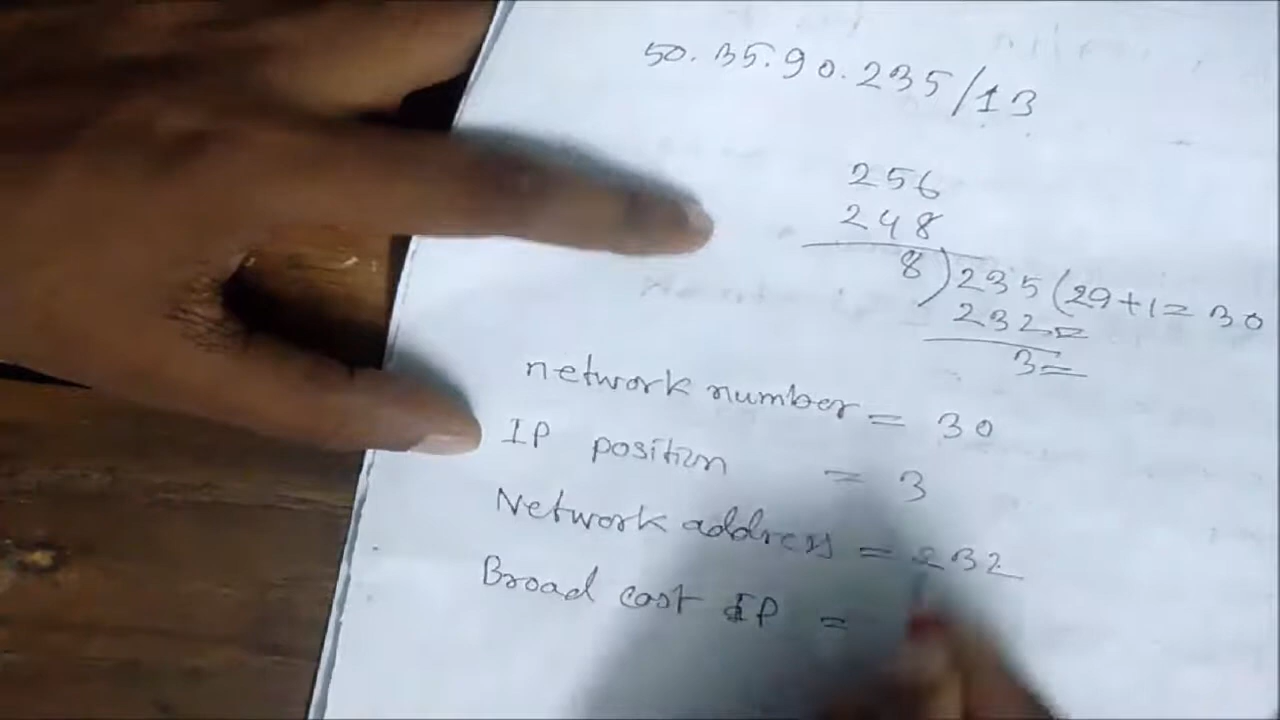 50.35.90.235/13
256
248
8)235(29+1=30
232=
3=
network number = 30
IP position = 3
Network address = 232
Broad cast IP =